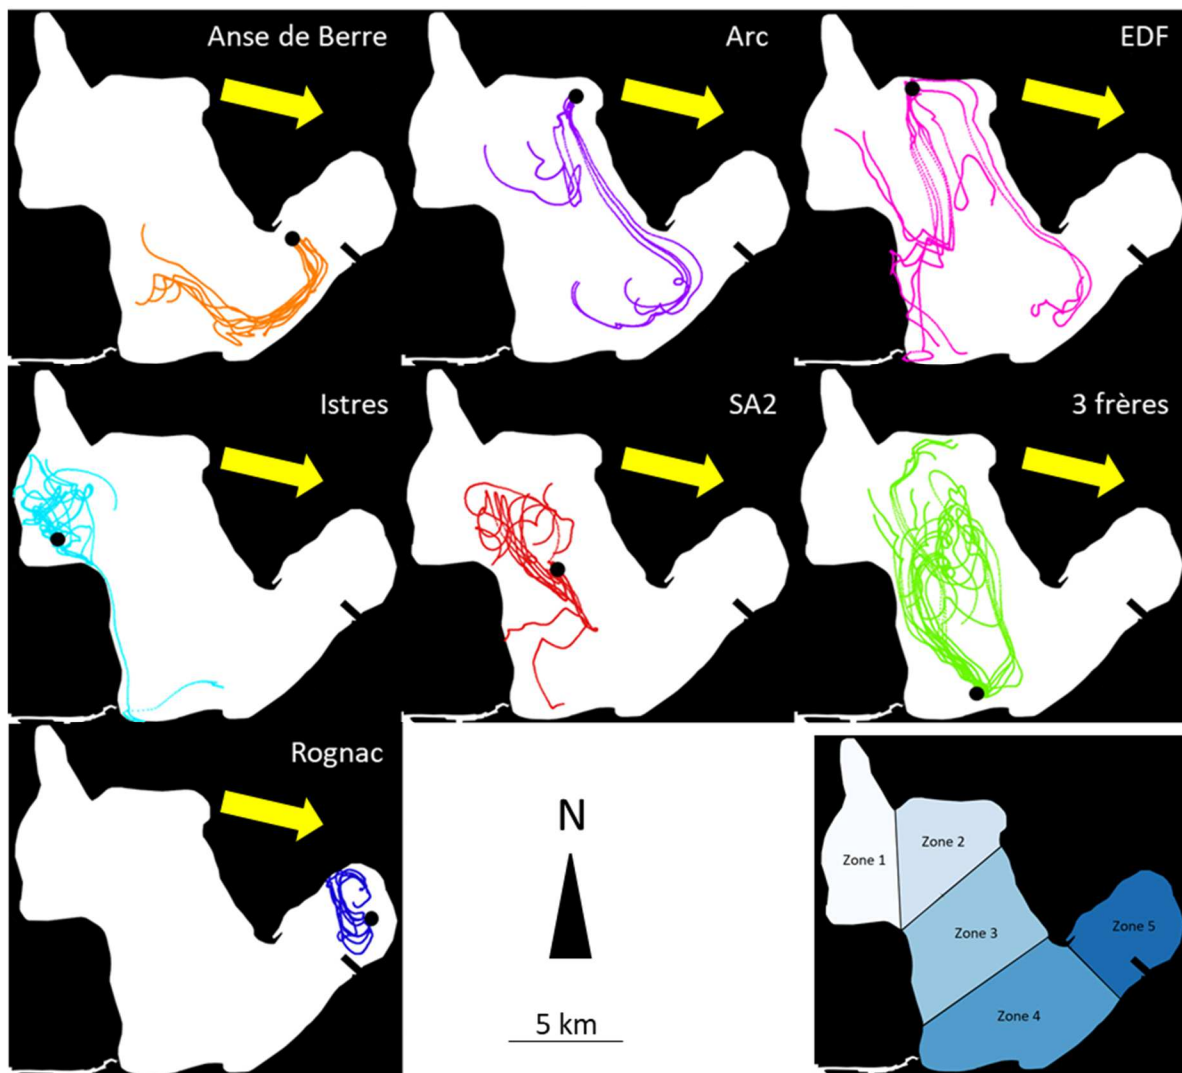 Anse de Berre
Arc
EDF
Istres
SA2
3 frères
Rognac
N
5 km
Zone 1
Zone 2
Zone 3
Zone 4
Zone 5